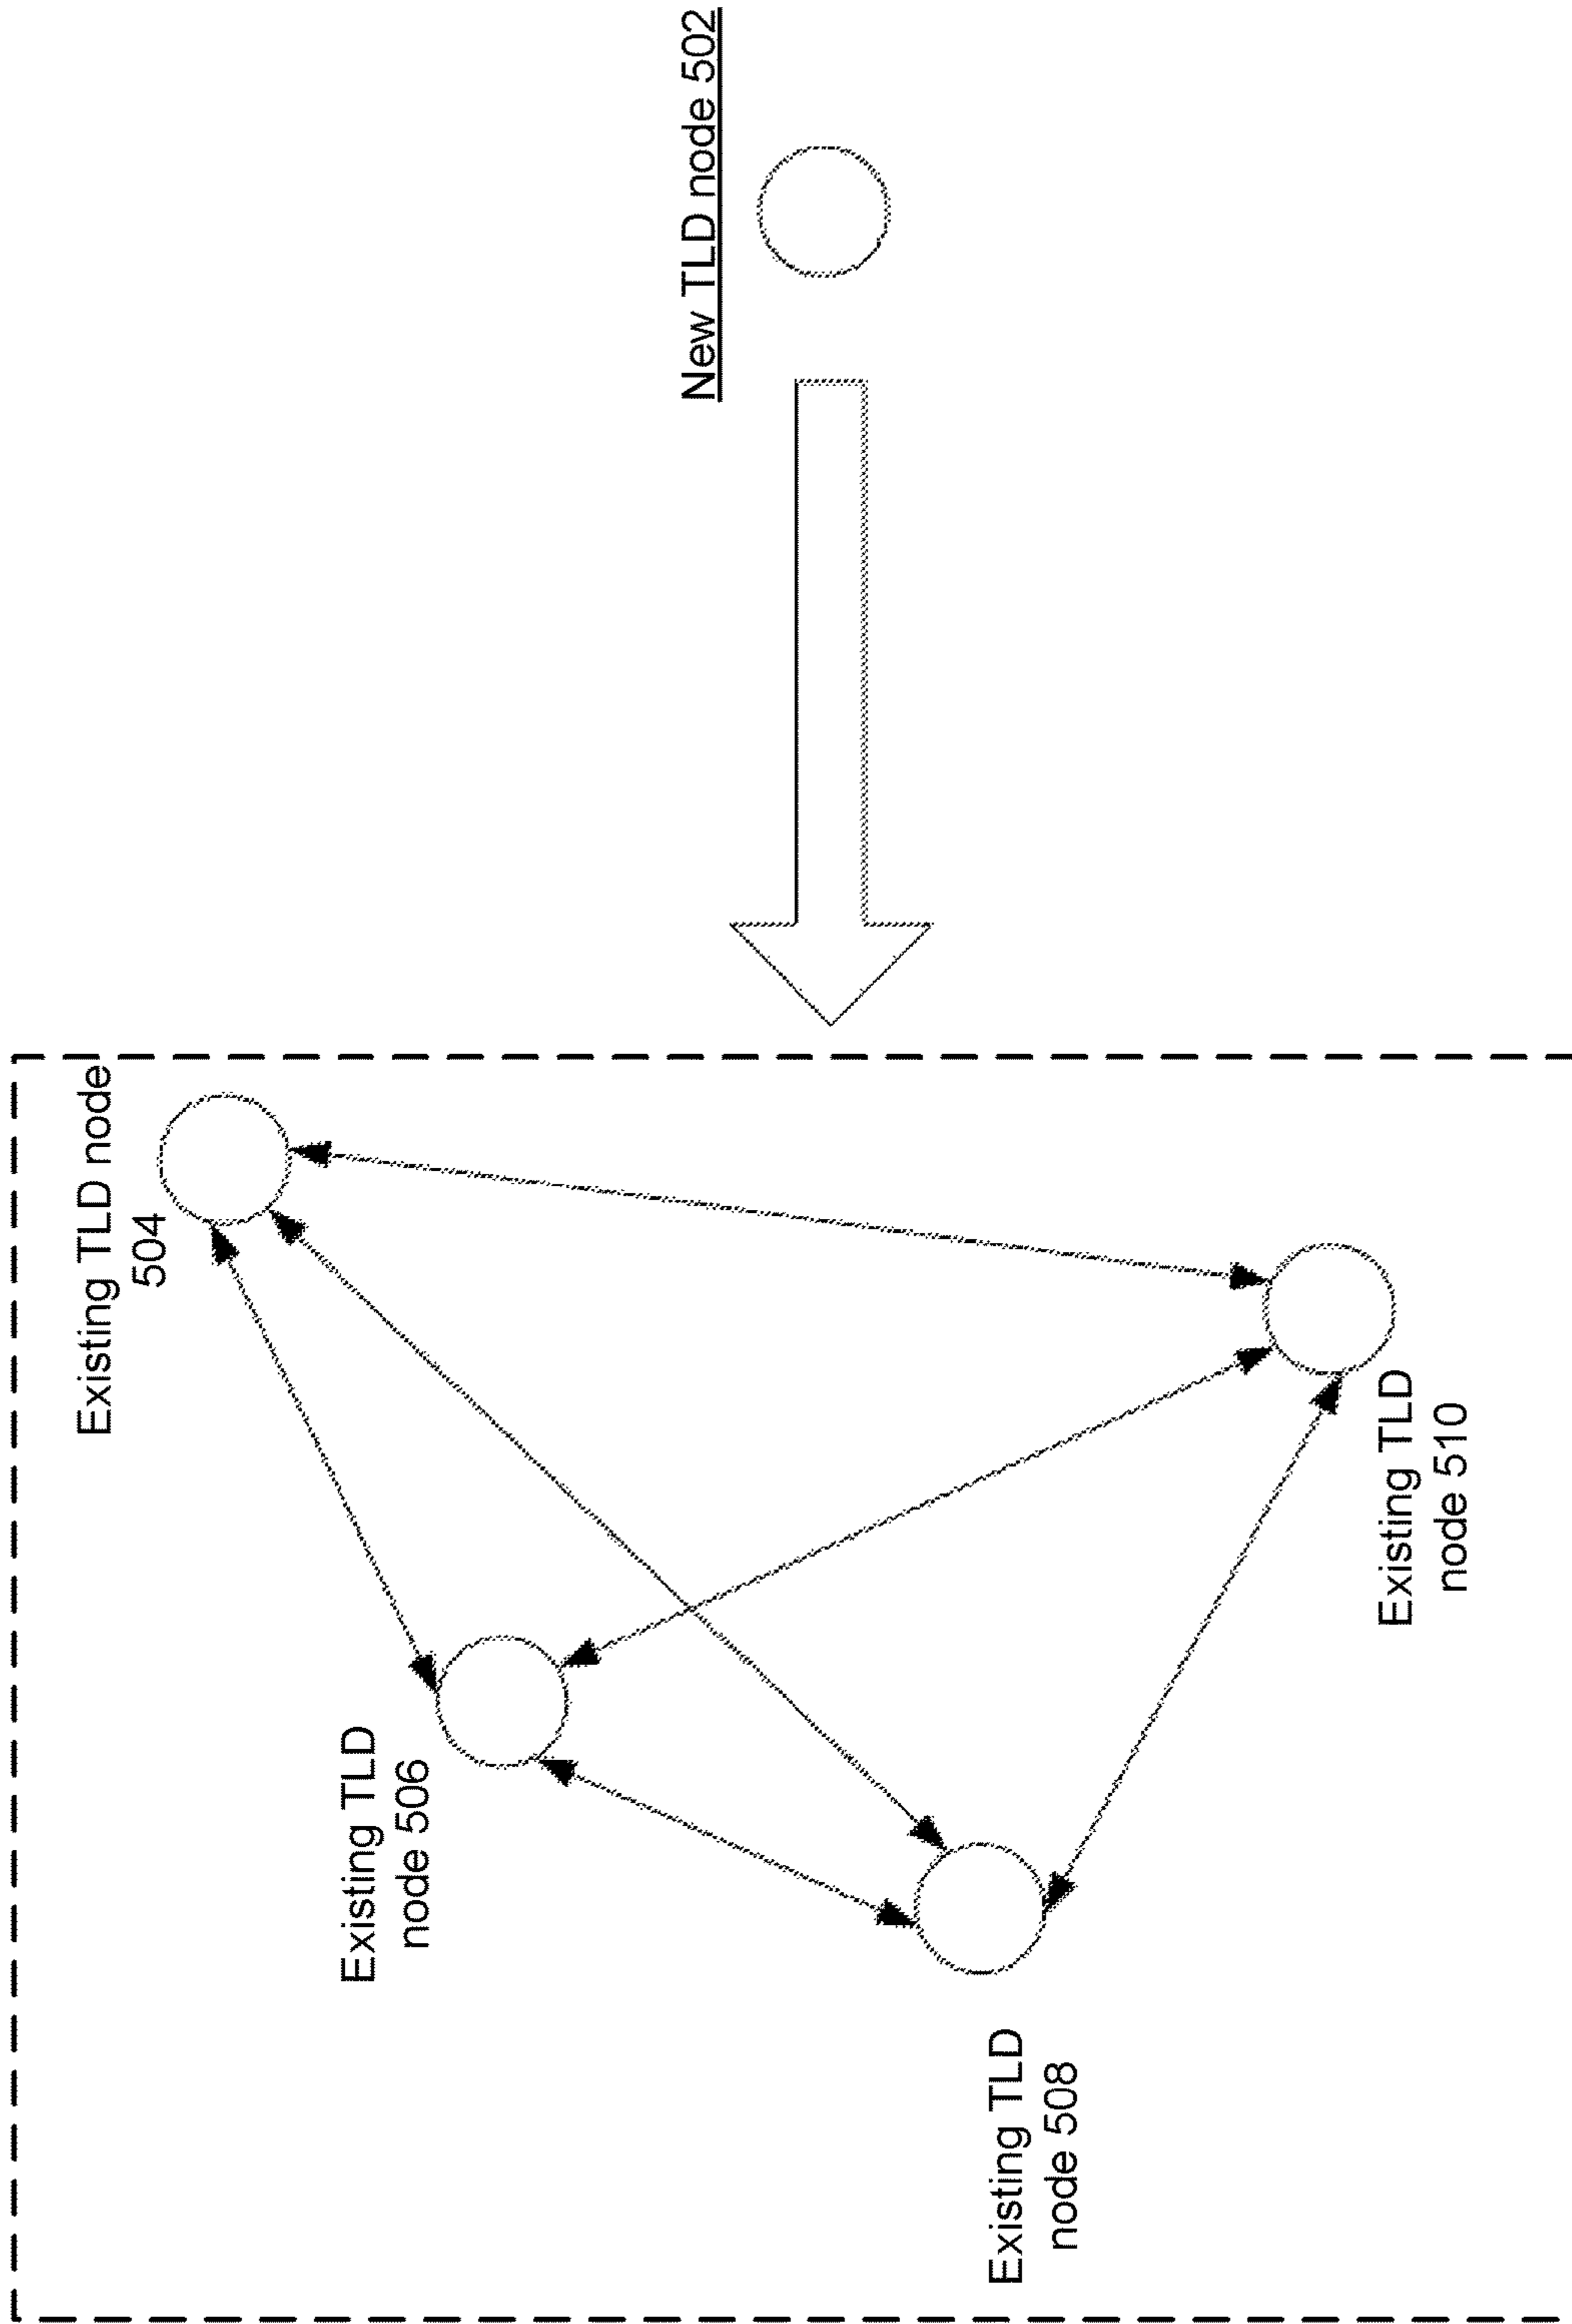 New TLD node 502
Existing TLD node
504
Existing TLD
node 506
Existing TLD
node 508
Existing TLD
node 510